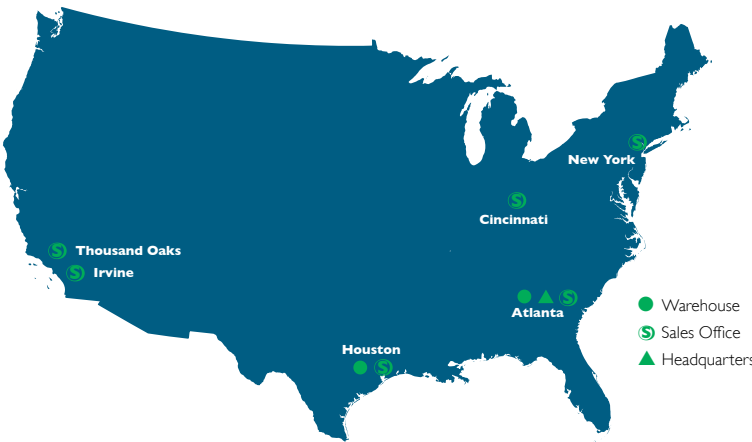 New York
Cincinnati
Thousand Oaks
Irvine
Atlanta
Houston
Warehouse
S Sales Office
Headquarters